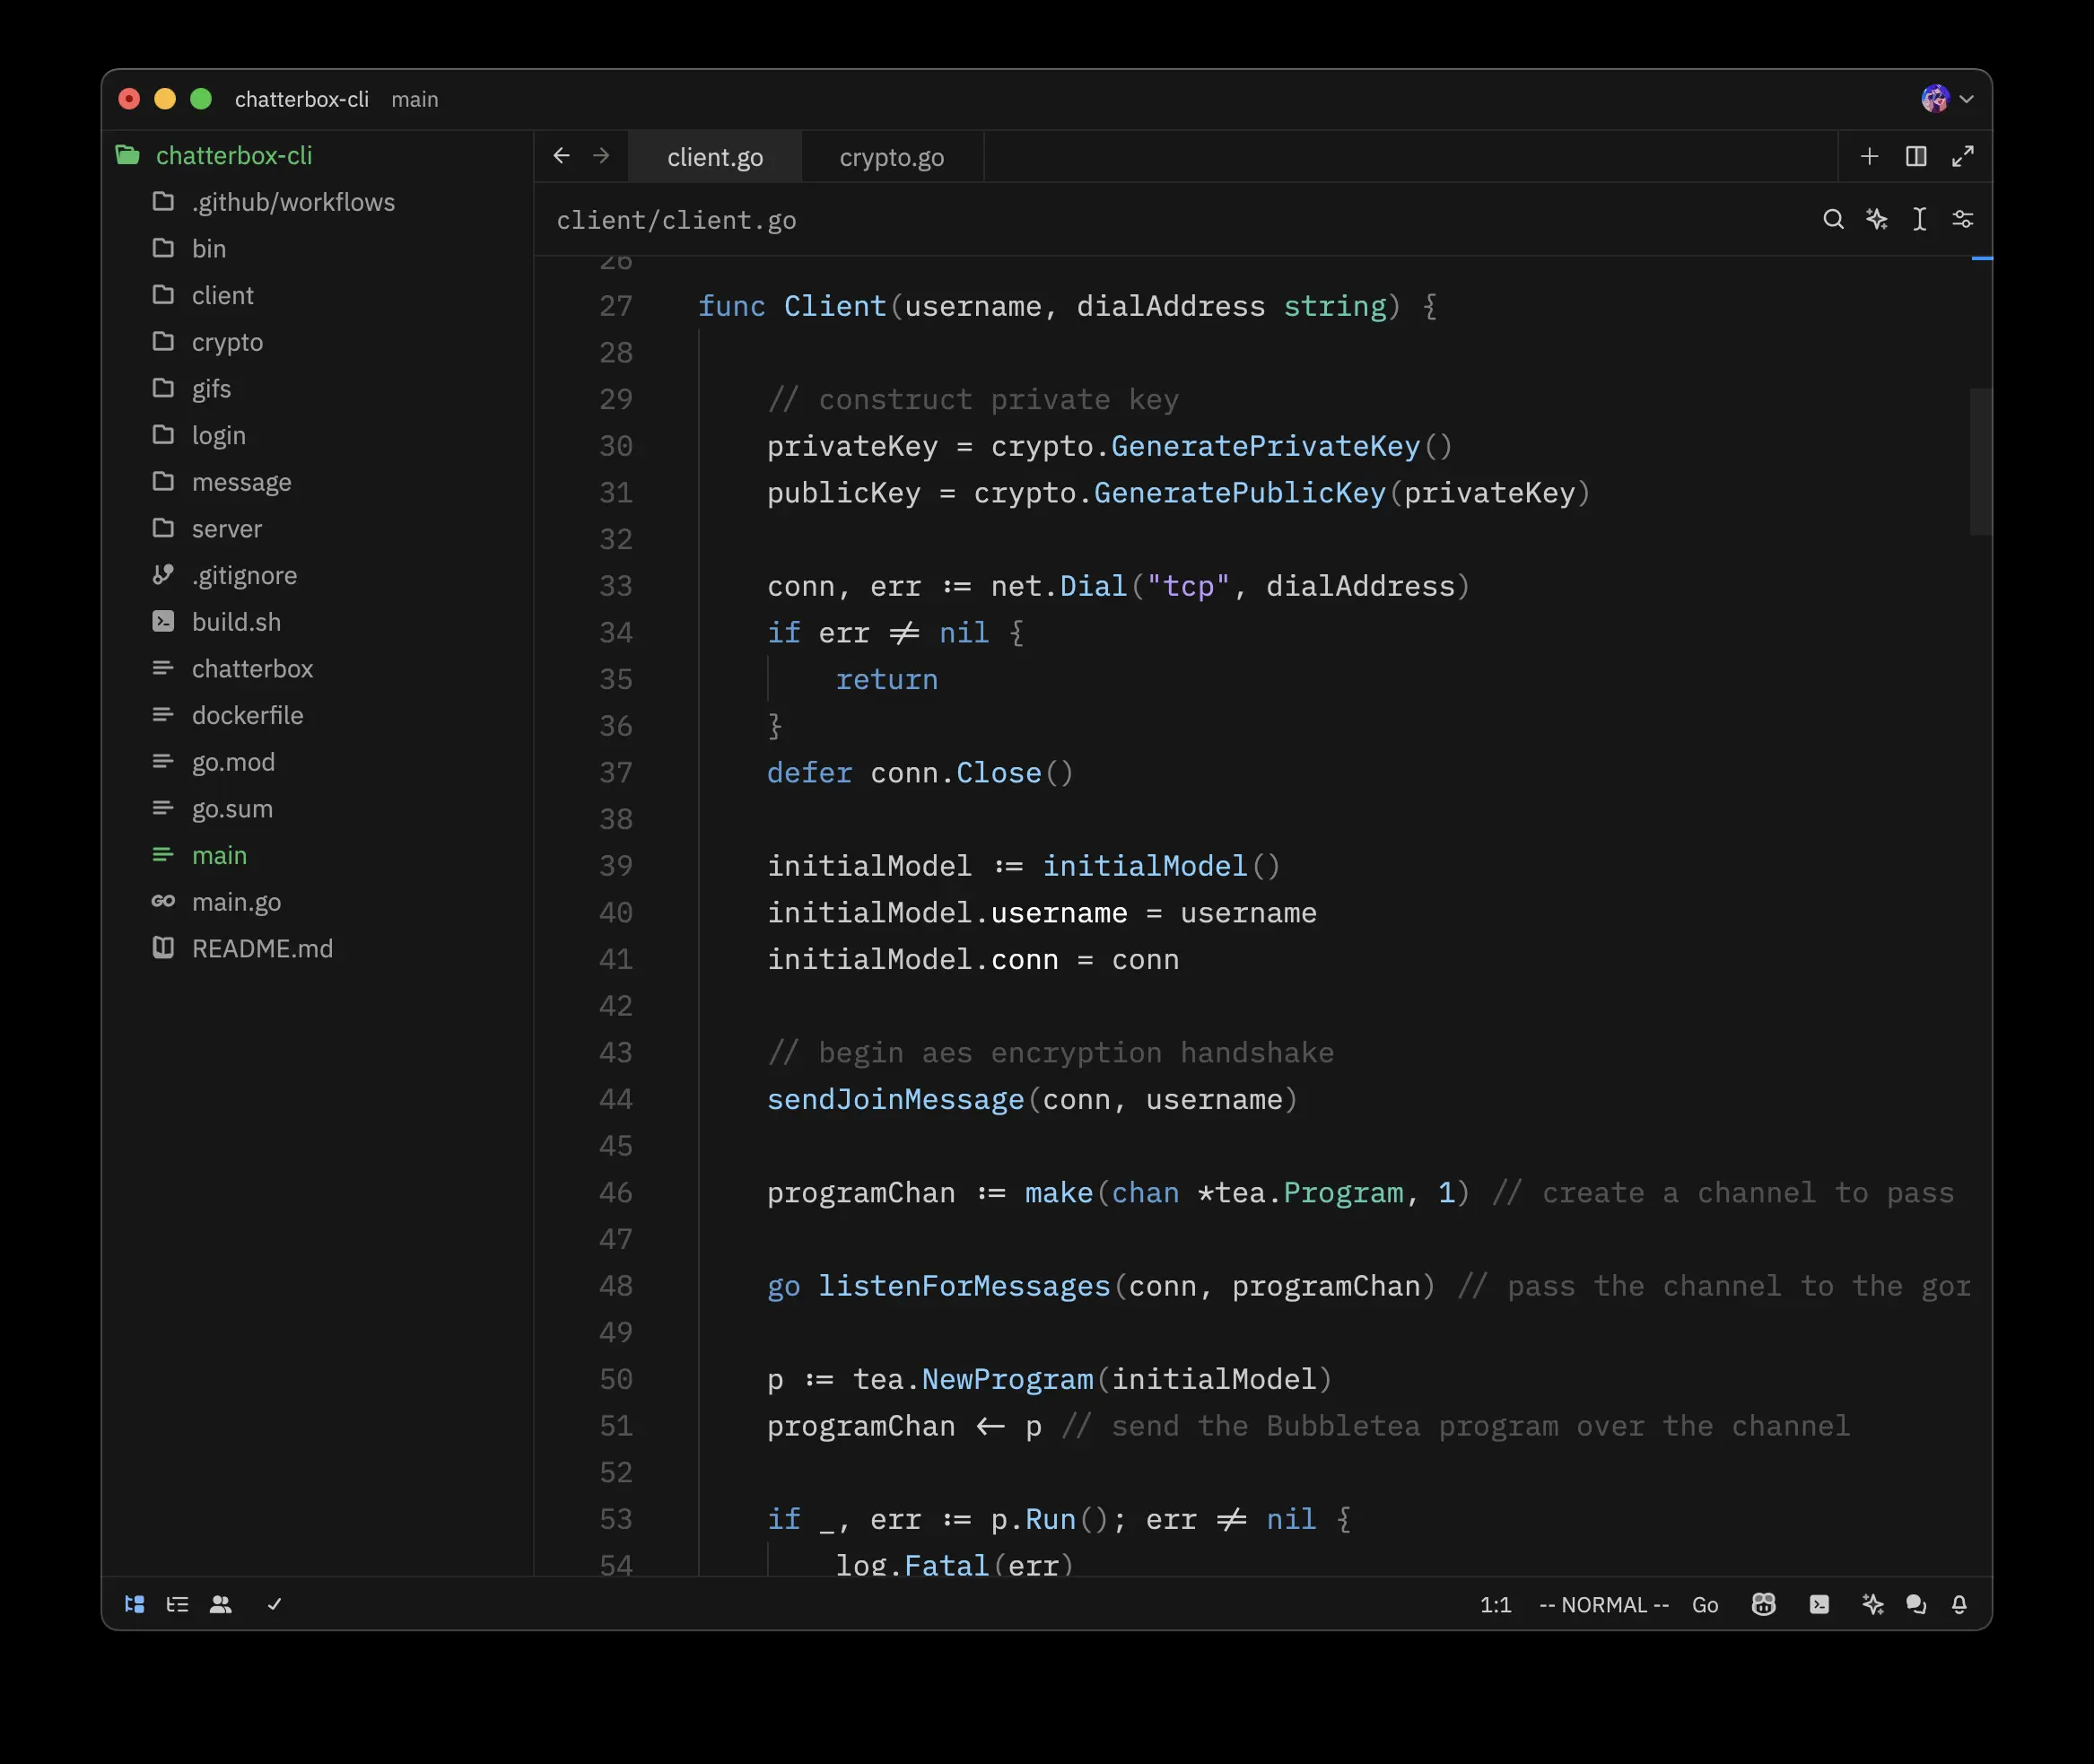 chatterbox-cli main
chatterbox-cli
.github/workflows
bin
client
crypto
gifs
login
message
server
.gitignore
build.sh
chatterbox
dockerfile
go.mod
go.sum
main
GO main.go
README.md
client.go crypto.go
client/client.go
26
27 func Client(username, dialAddress string) {
28
29 // construct private key
30 privateKey = crypto.GeneratePrivateKey()
31 publicKey = crypto.GeneratePublicKey(privateKey)
32
33 conn, err := net.Dial("tcp", dialAddress)
34 if err ≠ nil {
35 return
36 }
37 defer conn.Close()
38
39 initialModel := initialModel()
40 initialModel.username = username
41 initialModel.conn = conn
42
43 // begin aes encryption handshake
44 sendJoinMessage(conn, username)
45
46 programChan := make(chan *tea.Program, 1) // create a channel to pass
47
48 go listenForMessages(conn, programChan) // pass the channel to the gor
49
50 p := tea.NewProgram(initialModel)
51 programChan ← p // send the Bubbletea program over the channel
52
53 if _, err := p.Run(); err ≠ nil {
54 log.Fatal(err)
1:1 -- NORMAL -- Go